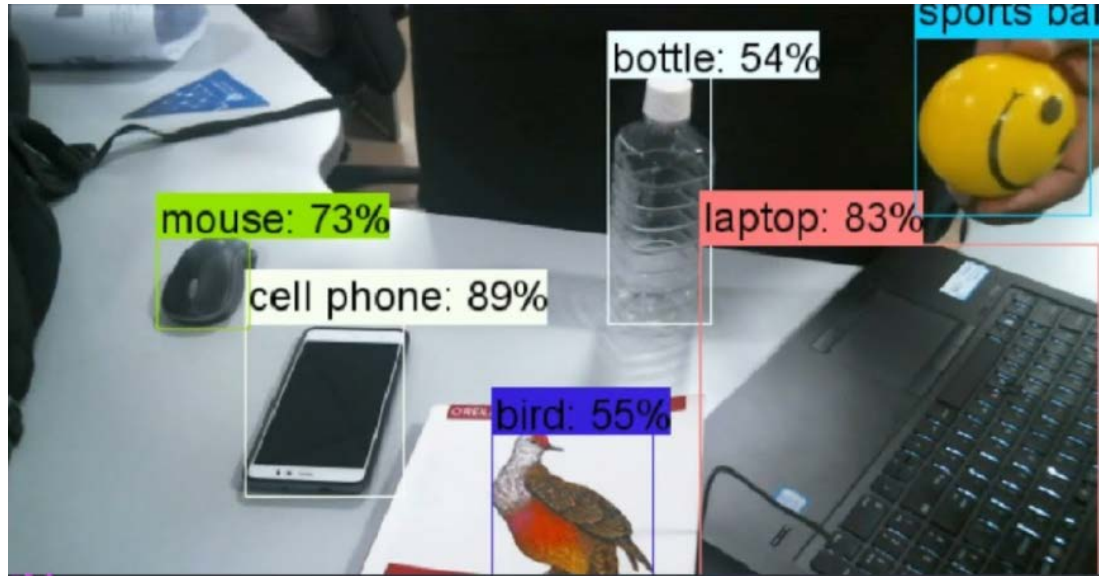 sports bal
bottle: 54%
mouse: 73%
laptop: 83%
cell phone: 89%
bird: 55%